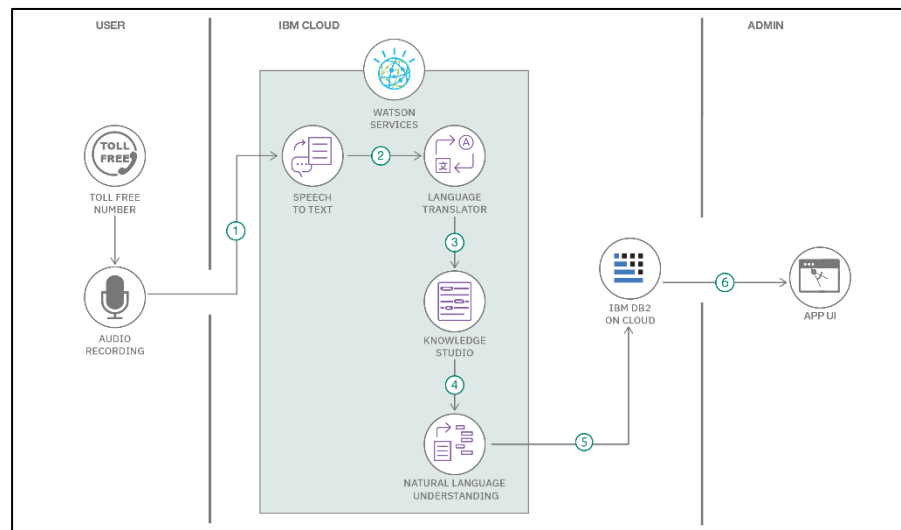 USER
IBM CLOUD
ADMIN
WATSON
SERVICES
TOLL
FREE
TOLL FREE
NUMBER
SPEECH
TO TEXT
2
A
文
LANGUAGE
TRANSLATOR
1
3
AUDIO
RECORDING
KNOWLEDGE
STUDIO
IBM DB2
ON CLOUD
6
APP UI
4
NATURAL LANGUAGE
UNDERSTANDING
5